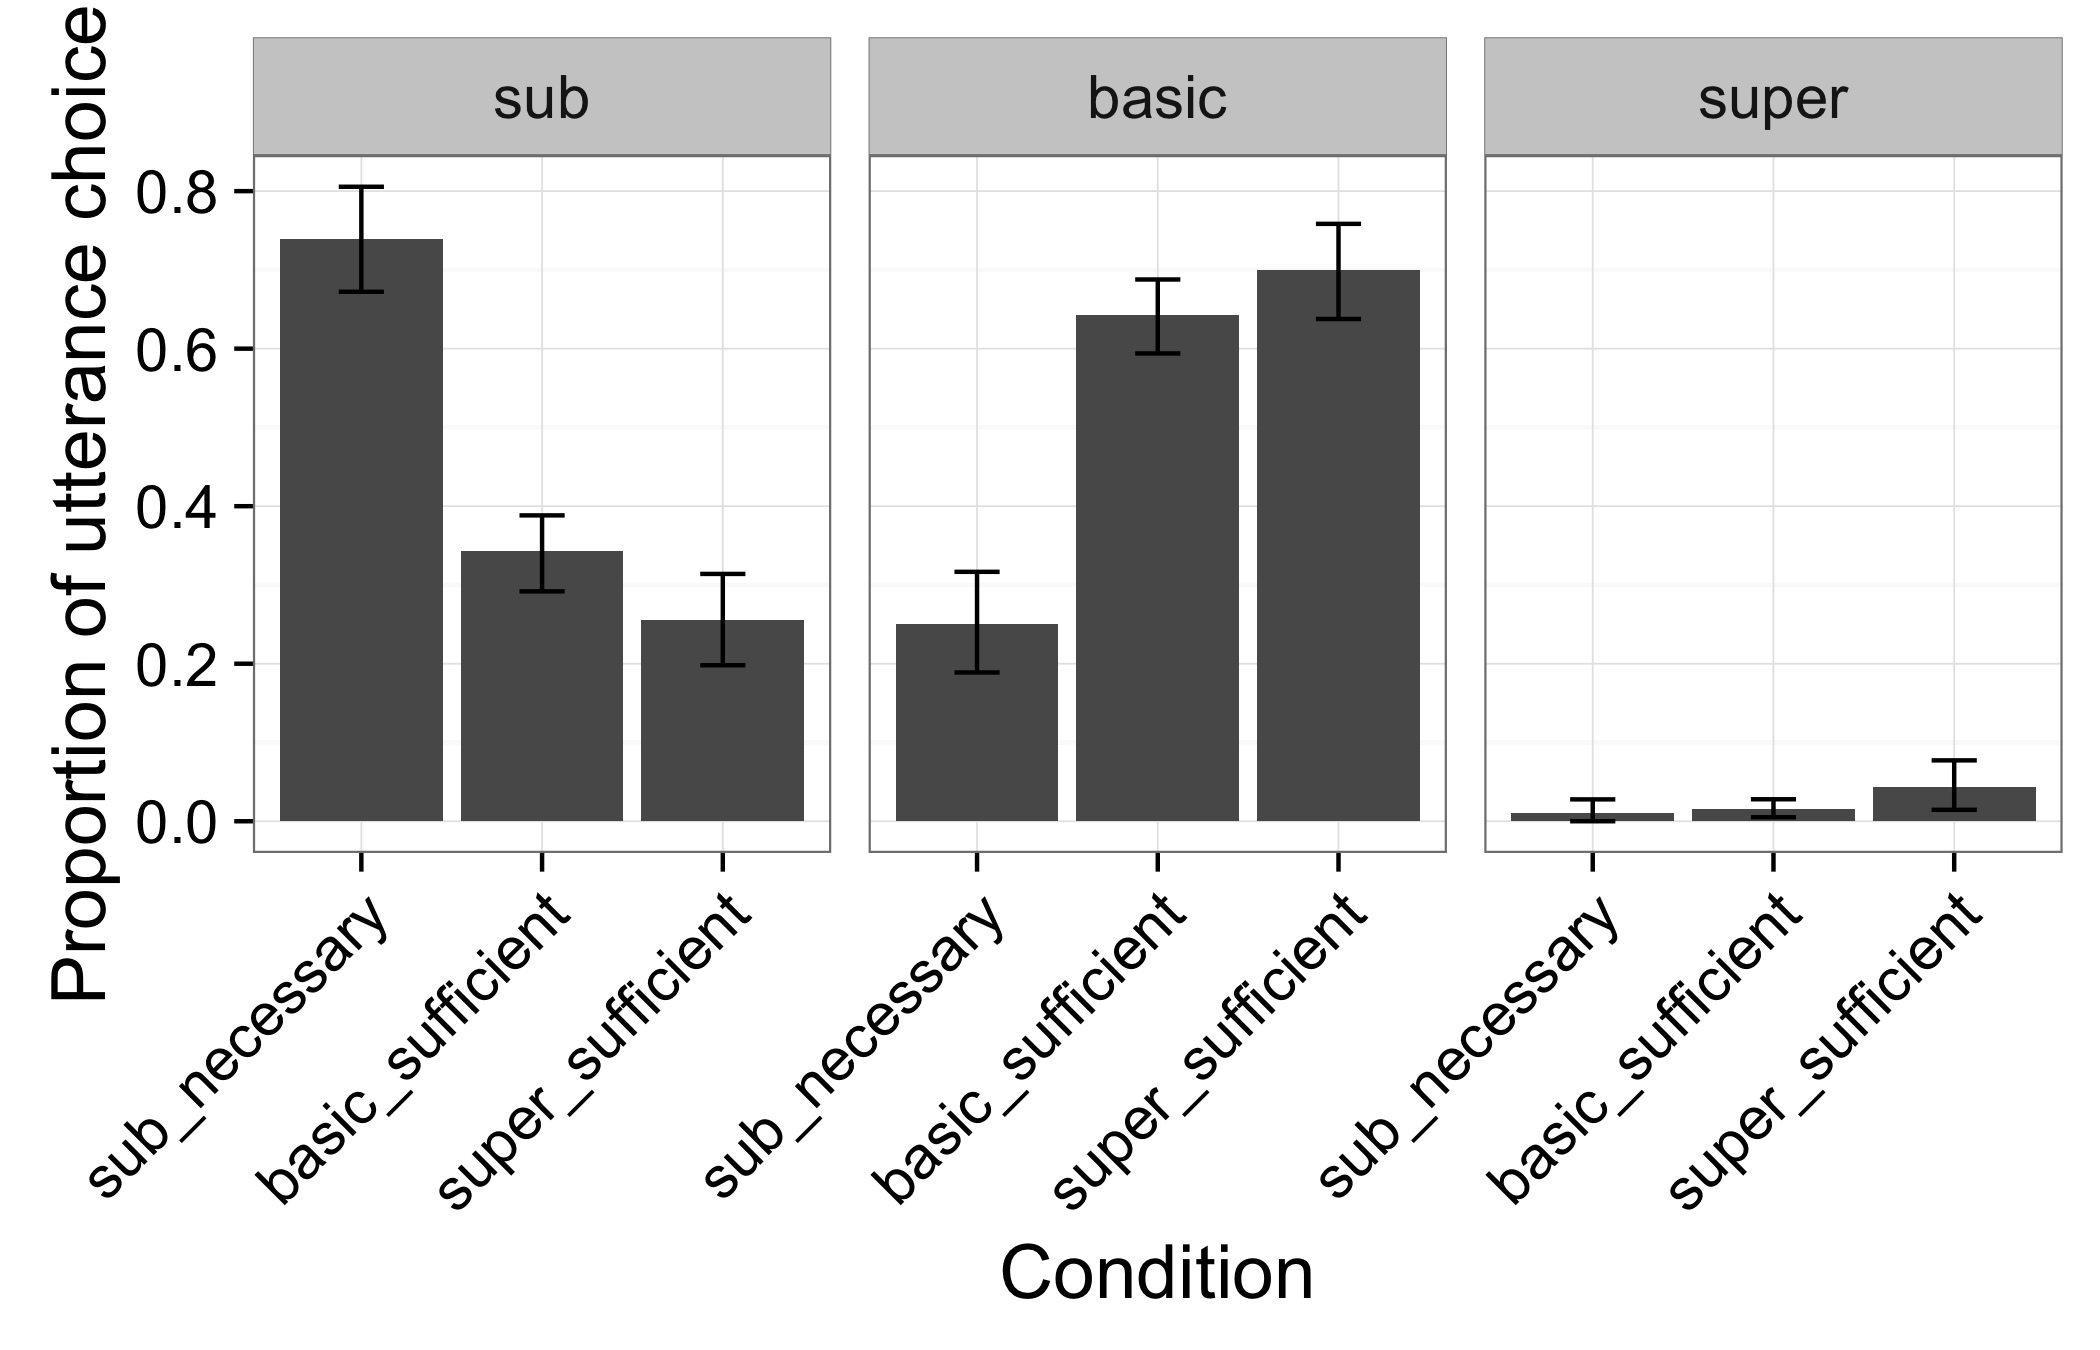 Proportion of utterance choice
sub
basic
super
0.8
0.6
0.4
0.2
0.0
sub_necessary
basic_sufficient
super_sufficient
sub_necessary
basic_sufficient
super_sufficient
sub_necessary
basic_sufficient
super_sufficient
Condition